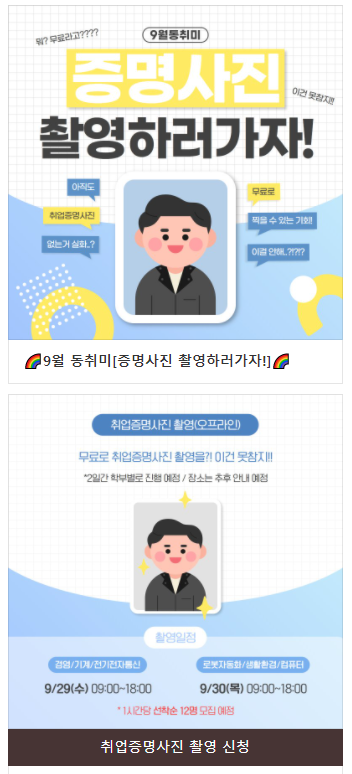 뭐? 무료라고????
9월동취미
증명사진
이건 못참지!!
촬영하러가자!
아직도
무료로
취업증명사진
찍을 수 있는 기회!
없는거 실화..?
이걸 안해..?!?!?
🌈9월 동취미[증명사진 촬영하러가자!]🌈
취업증명사진 촬영(오프라인)
무료로 취업증명사진 촬영을?! 이건 못참지!!
*2일간 학부별로 진행 예정 / 장소는 추후 안내 예정
촬영일정
경영/기계/전기전자통신
로봇자동화/생활환경/컴퓨터
9/29(수) 09:00~18:00
9/30(목) 09:00~18:00
* 1시간당 선착순 12명 모집 예정
취업증명사진 촬영 신청